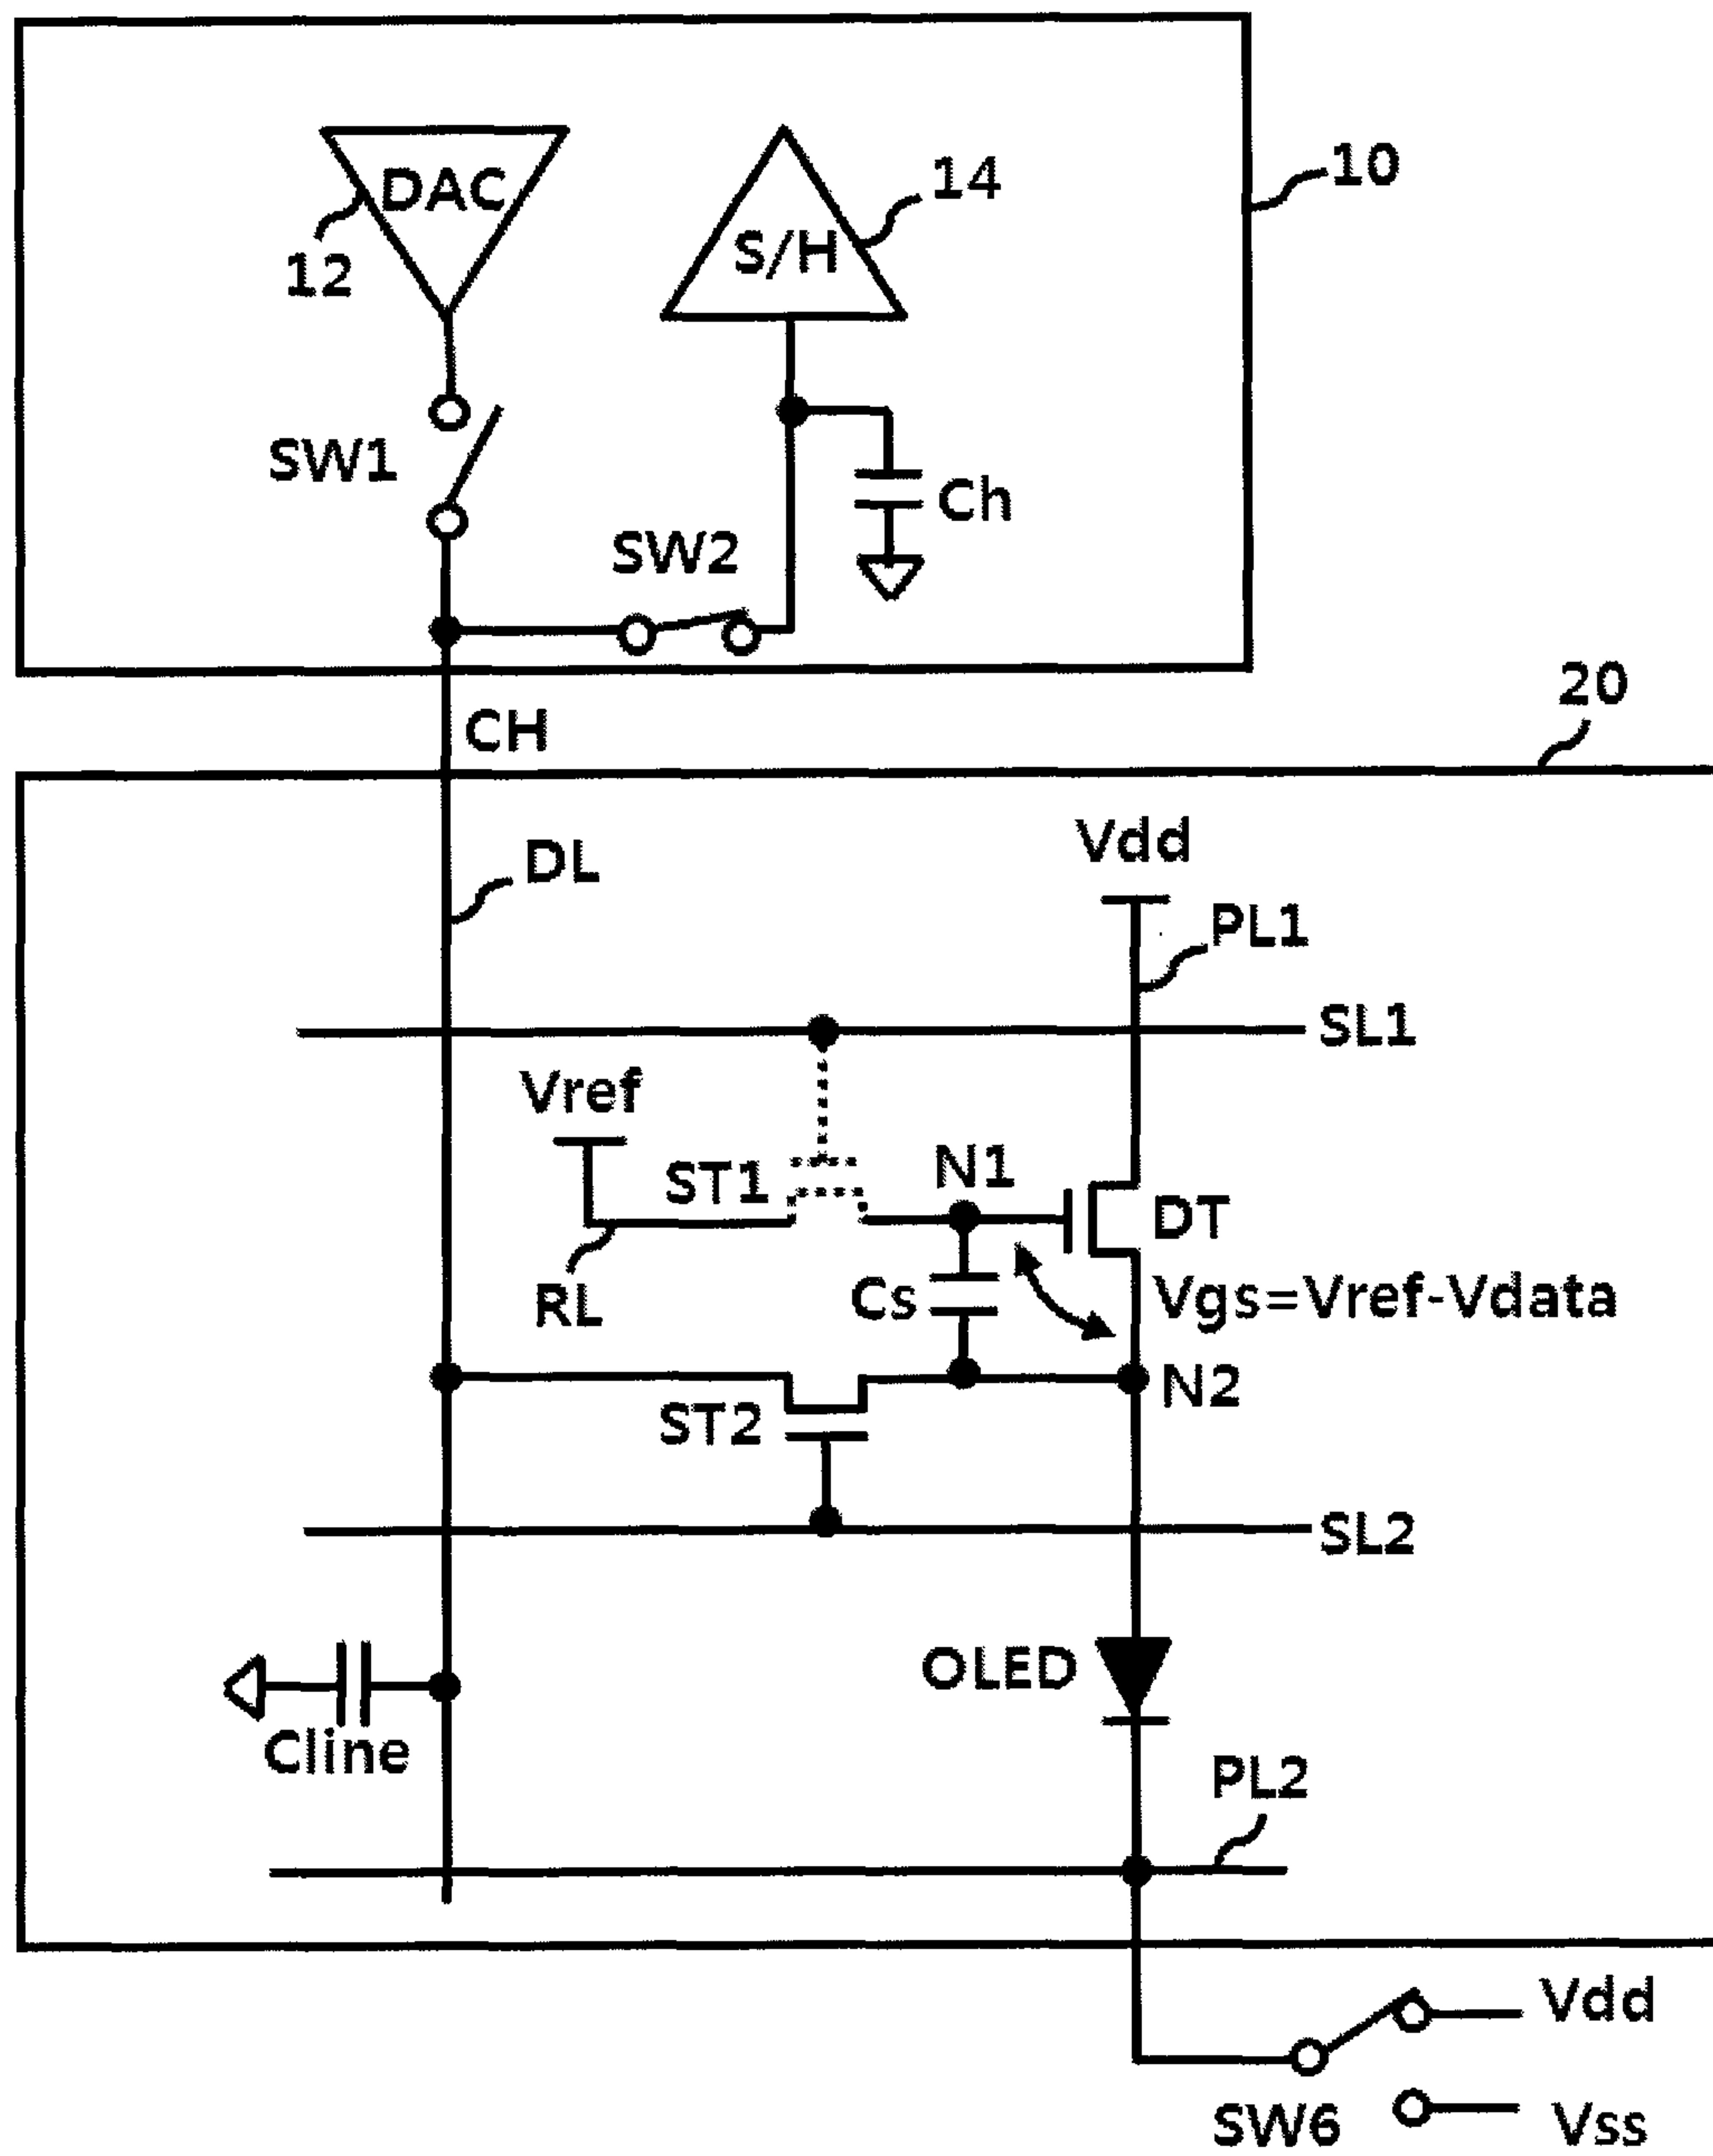 DAC
12
S/H
14
10
SW1
Ch
SW2
CH
20
DL
Vdd
PL1
SL1
Vref
ST1
N1
DT
RL
Cs
Vgs=Vref-Vdata
ST2
N2
SL2
OLED
Cline
PL2
Vdd
SW6
Vss